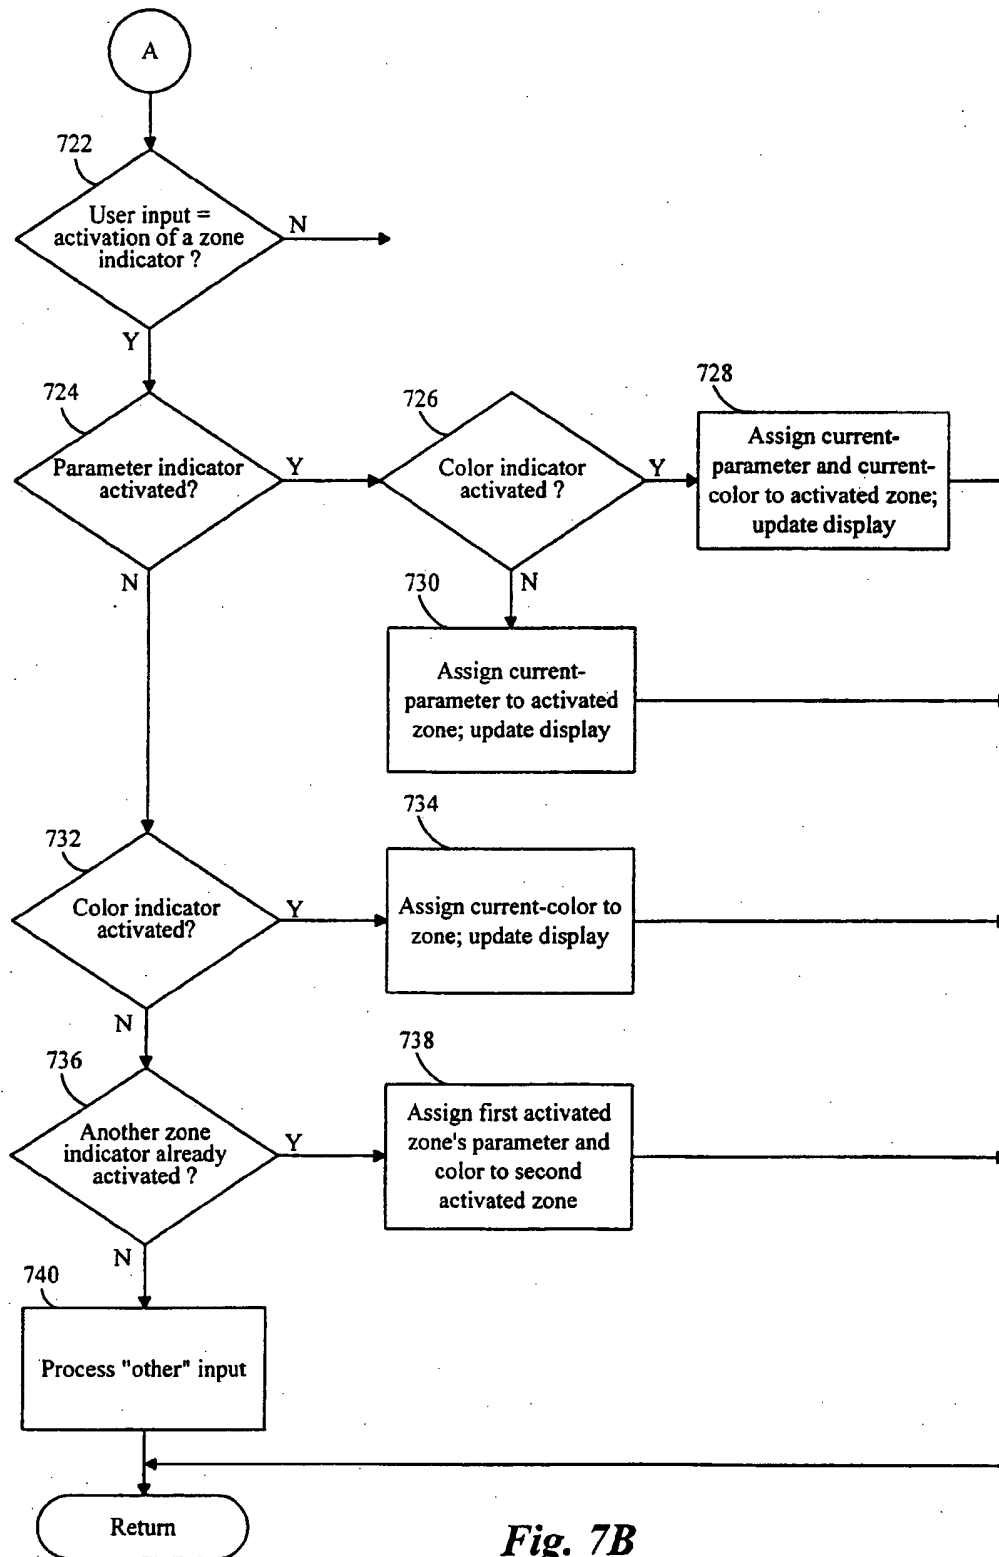 A
722
User input =
activation of a zone
indicator ?
N
Y
724
Parameter indicator
activated?
Y
N
726
Color indicator
activated ?
Y
N
728
Assign current-
parameter and current-
color to activated zone;
update display
730
Assign current-
parameter to activated
zone; update display
732
Color indicator
activated?
Y
N
734
Assign current-color to
zone; update display
736
Another zone
indicator already
activated ?
Y
N
738
Assign first activated
zone's parameter and
color to second
activated zone
740
Process "other" input
Return
Fig. 7B